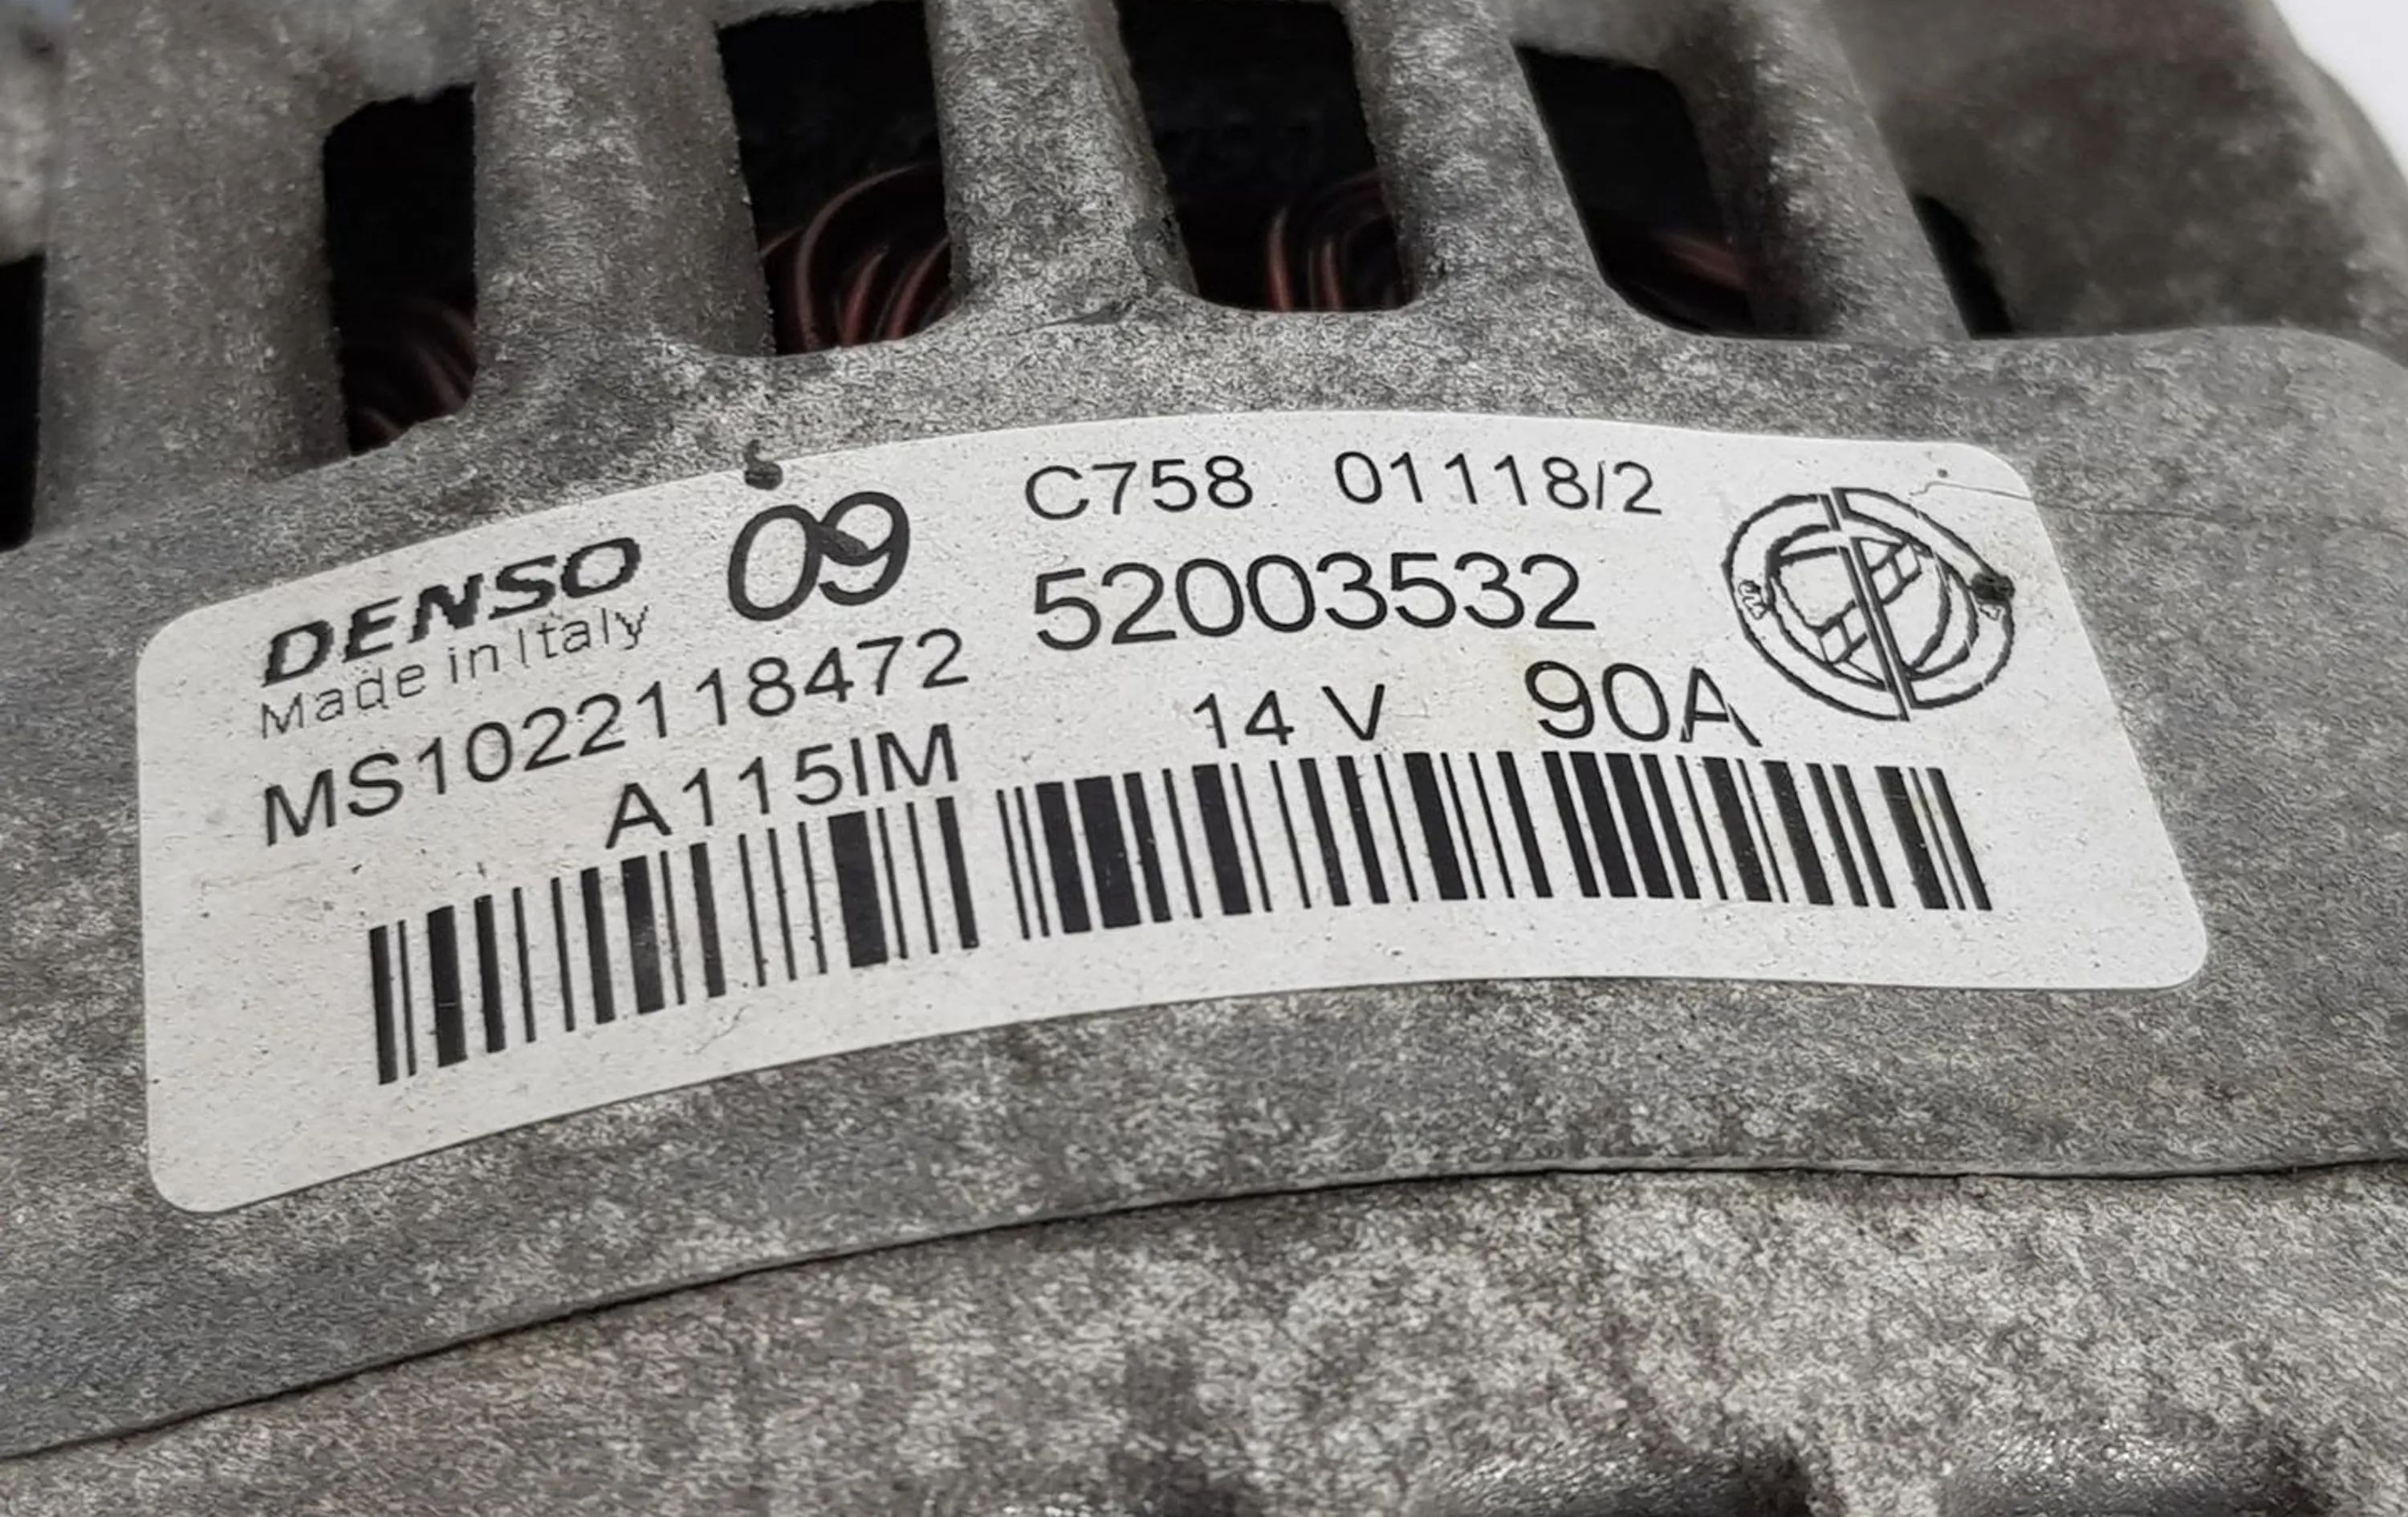 DENSO 09 C758 01118/2
Made in Italy 52003532
MS1022118472 14 V 90A
A115IM